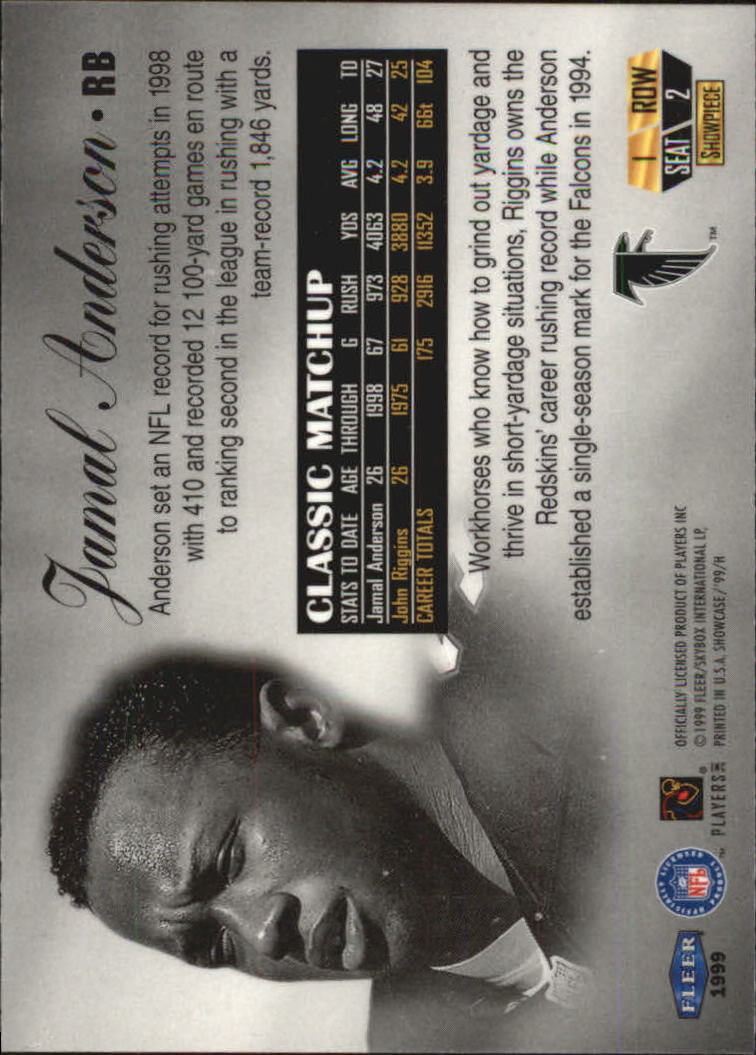 Jamal Anderson • RB
Anderson set an NFL record for rushing attempts in 1998
with 410 and recorded 12 100-yard games en route
to ranking second in the league in rushing with a
team-record 1,846 yards.
CLASSIC MATCHUP
STATS TO DATE AGE THROUGH G RUSH YDS AVG LONG TD
Jamal Anderson 26 1998 67 973 4063 4.2 48 27
John Riggins 26 1975 61 928 3880 4.2 42 25
CAREER TOTALS 175 2916 11352 3.9 66t 104
Workhorses who know how to grind out yardage and
thrive in short-yardage situations, Riggins owns the
Redskins' career rushing record while Anderson
established a single-season mark for the Falcons in 1994.
1 ROW
SEAT 2
SHOWPIECE
TM
OFFICIALLY LICENSED PRODUCT OF PLAYERS INC
© 1999 FLEER/SKYBOX INTERNATIONAL LP,
PRINTED IN U.S.A. SHOWCASE/'99/H
PLAYERS INC
®
OFFICIALLY LICENSED PRODUCT
NFL
TM
FLEER
1999